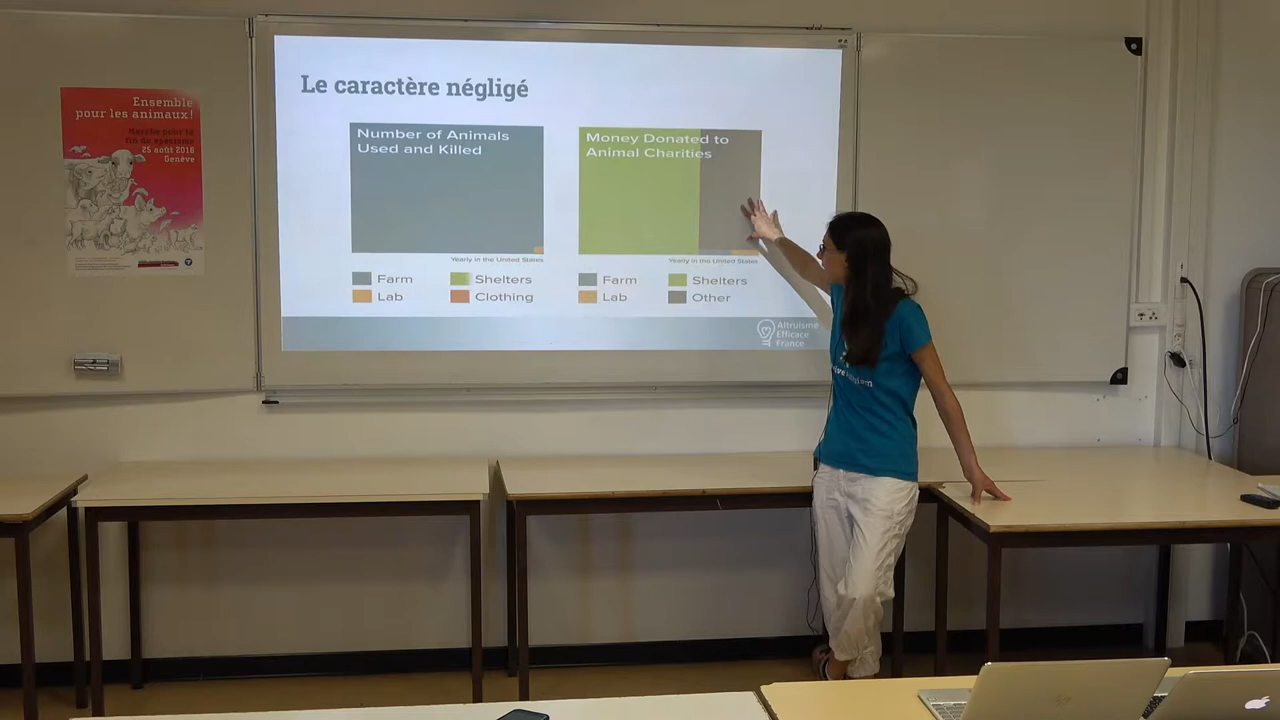 Ensemble
pour les animaux!
Marche pour la
fin du spécisme
25 août 2018
Genève
Le caractère négligé
Number of Animals
Used and Killed
Yearly in the United States
Farm
Shelters
Lab
Clothing
Money Donated to
Animal Charities
Yearly in the United States
Farm
Shelters
Lab
Other
Altruisme
Efficace
France